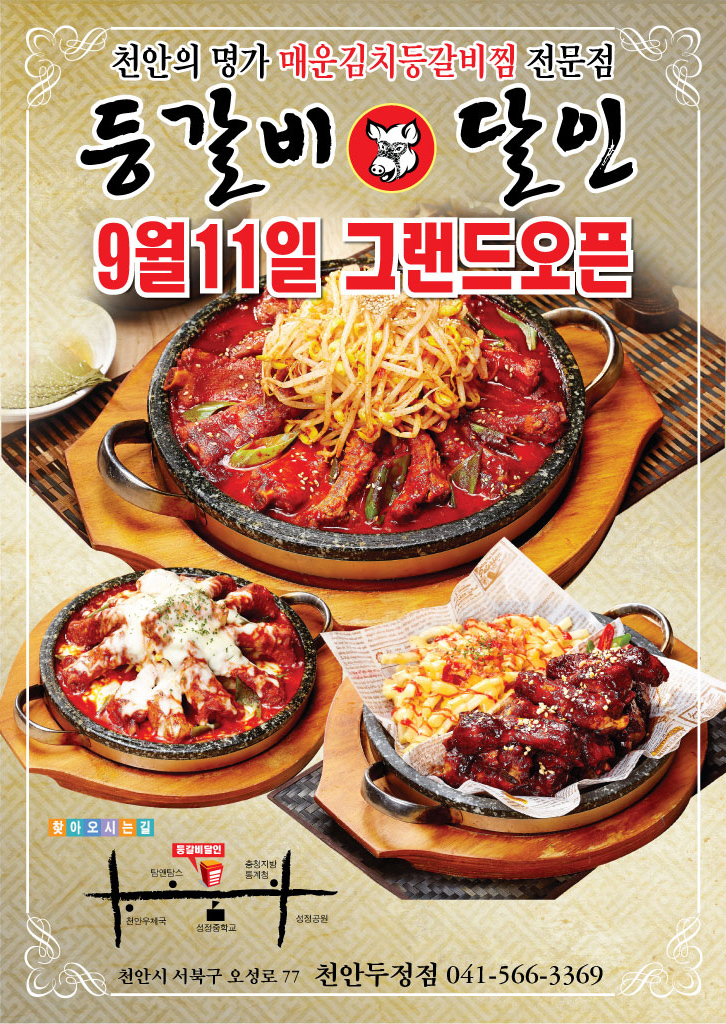 천안의 명가 매운김치등갈비찜 전문점
등갈비 달인
9월11일 그랜드오픈
찾아오시는길
등갈비달인
탐앤탐스
충청지방
통계청
천안우체국
성정중학교
성정공원
천안시 서북구 오성로 77 천안두정점 041-566-3369